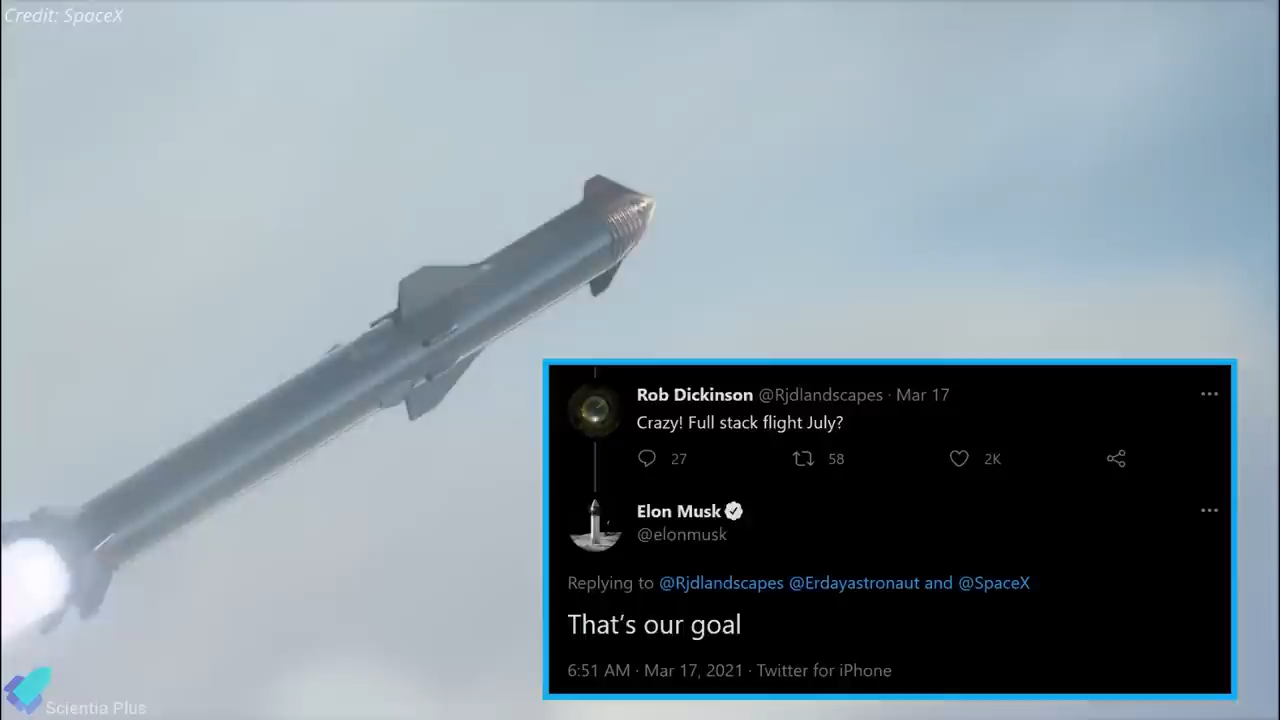 Credit: SpaceX
Rob Dickinson @Rjdlandscapes · Mar 17
Crazy! Full stack flight July?
27 58 2K
Elon Musk
@elonmusk
Replying to @Rjdlandscapes @Erdayastronaut and @SpaceX
That’s our goal
6:51 AM · Mar 17, 2021 · Twitter for iPhone
Scientia Plus